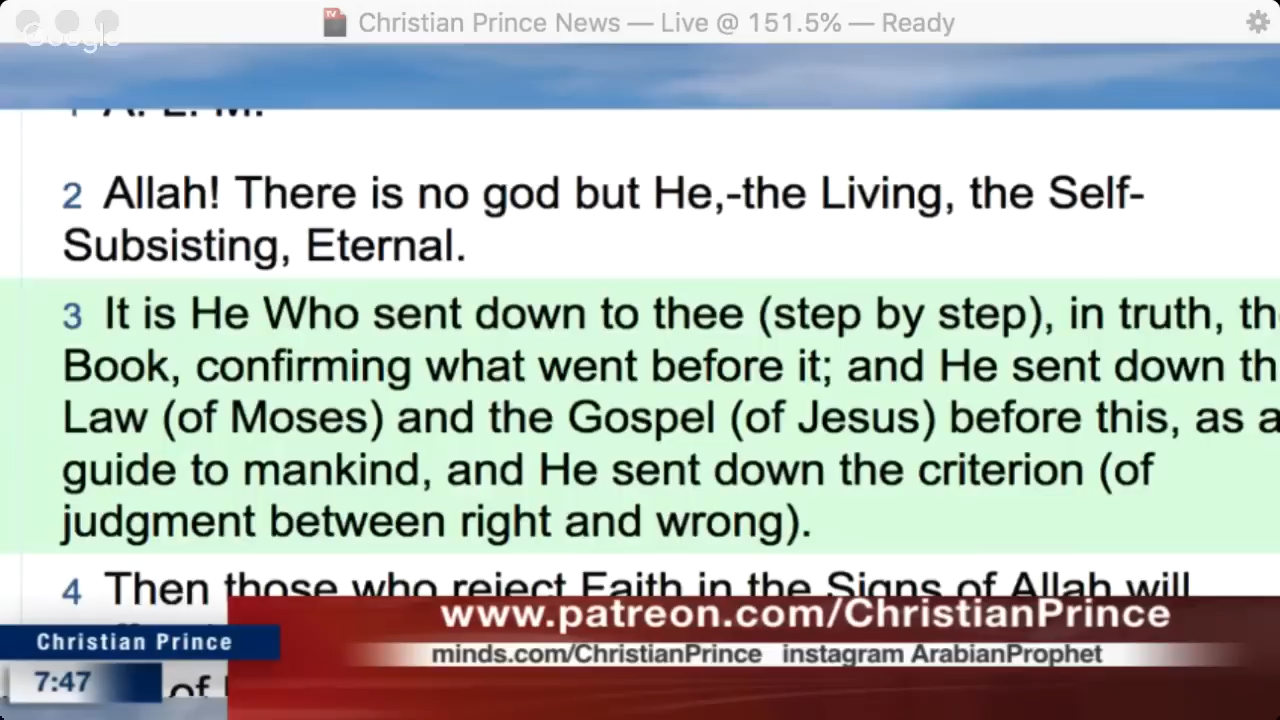 Christian Prince News — Live @ 151.5% — Ready
Google
1 A. L. M.
2 Allah! There is no god but He,-the Living, the Self-
Subsisting, Eternal.
3 It is He Who sent down to thee (step by step), in truth, th
Book, confirming what went before it; and He sent down th
Law (of Moses) and the Gospel (of Jesus) before this, as a
guide to mankind, and He sent down the criterion (of
judgment between right and wrong).
4 Then those who reject Faith in the Signs of Allah will
www.patreon.com/ChristianPrince
Christian Prince
minds.com/ChristianPrince instagram ArabianProphet
7:47
of